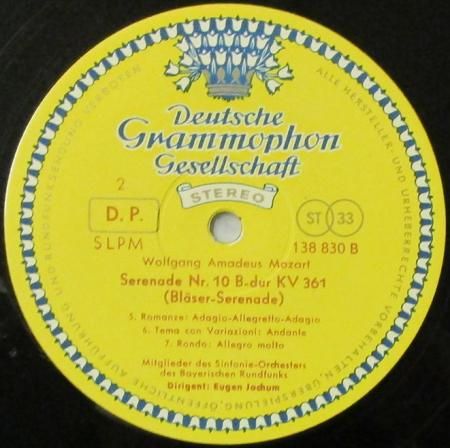 Deutsche
Grammophon
Gesellschaft
STEREO
2
D.P.
SLPM
ST 33
138 830 B
Wolfgang Amadeus Mozart
Serenade Nr. 10 B-dur KV 361
(Bläser-Serenade)
5. Romanze: Adagio-Allegretto-Adagio
6. Tema con Variazioni: Andante
7. Rondo: Allegro molto
Mitglieder des Sinfonie-Orchesters
des Bayerischen Rundfunks
Dirigent: Eugen Jochum
ALLE HERSTELLER- UND URHEBERRECHTE VORBEHALTEN ÜBERSPIELUNG, ÖFFENTLICHE AUFFÜHRUNG UND RUNDFUNKSENDUNG VERBOTEN